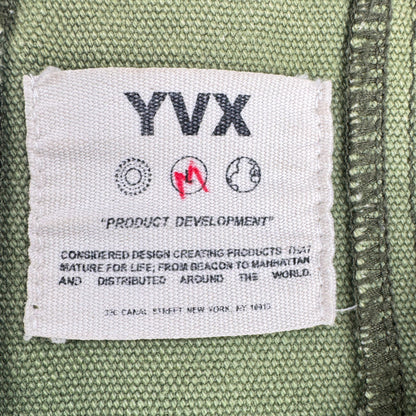 YVX
M
"PRODUCT DEVELOPMENT"
CONSIDERED DESIGN CREATING PRODUCTS THAT
MATURE FOR LIFE; FROM BEACON TO MANHATTAN
AND DISTRIBUTED AROUND THE WORLD.
CANAL STREET NEW YORK, NY 10013